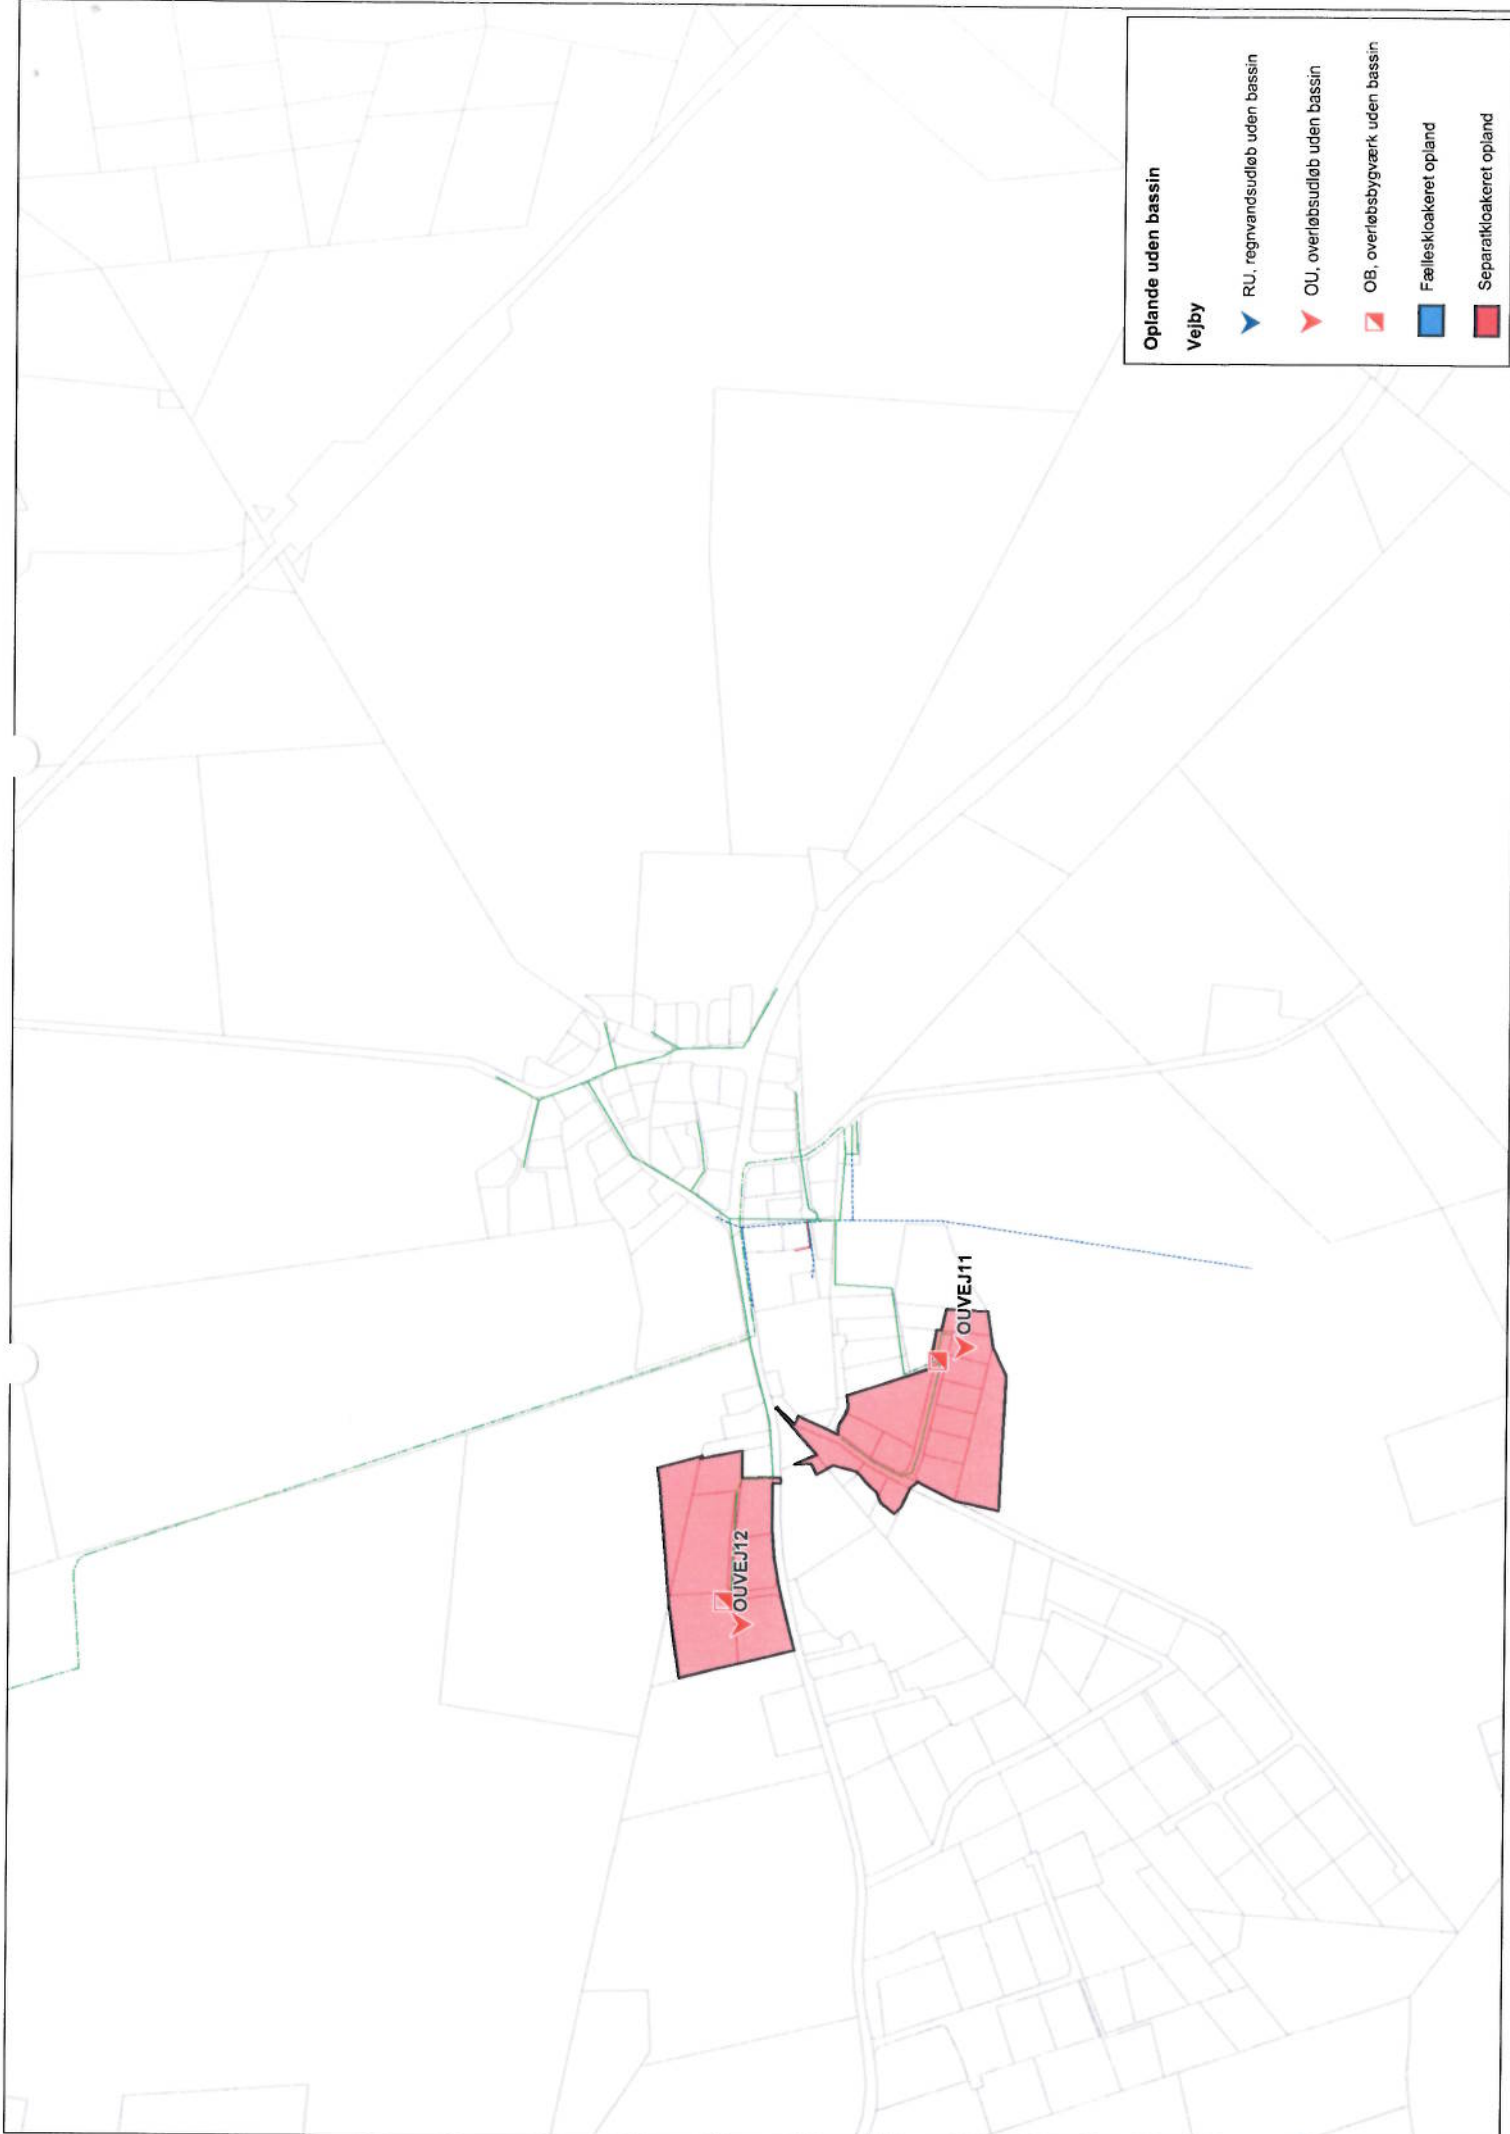 Oplande uden bassin
Vejby
RU, regnvandsudløb uden bassin
OU, overløbsudløb uden bassin
OB, overløbsbygværk uden bassin
Fælleskloakeret opland
Separatkloakeret opland
OUVEJ11
OUVEJ12